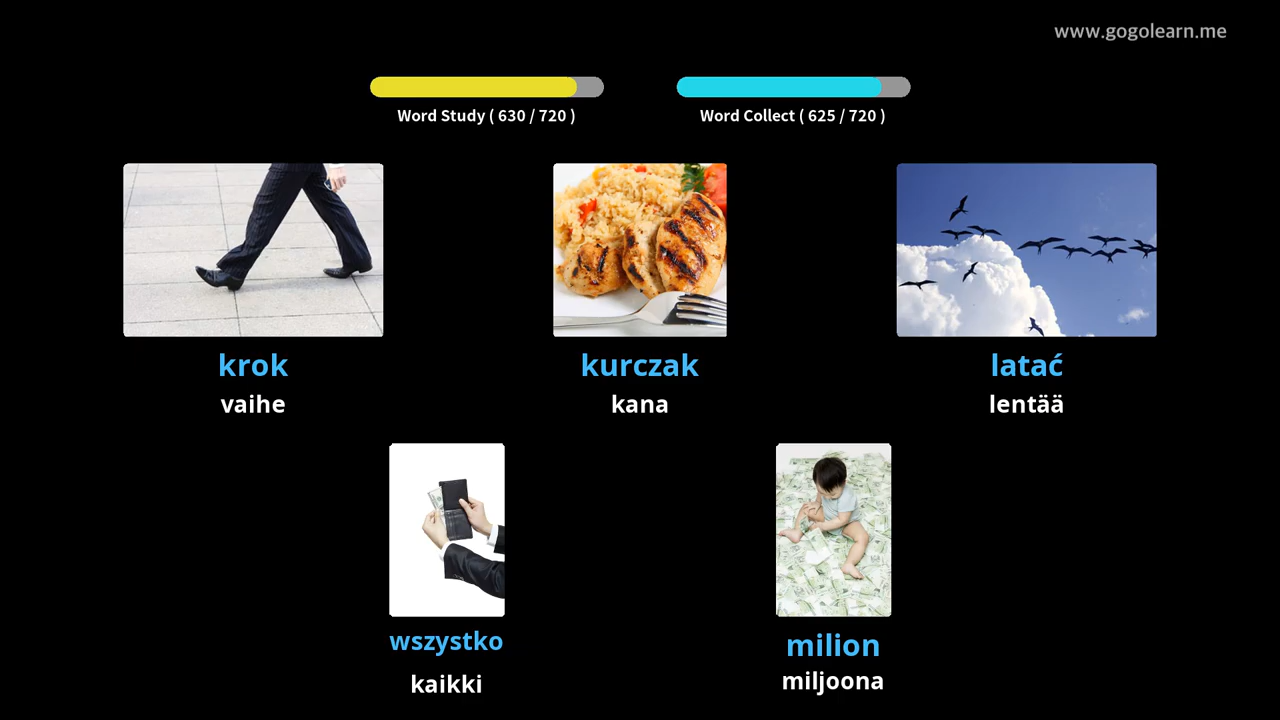 www.gogolearn.me
Word Study ( 630 / 720 )
Word Collect ( 625 / 720 )
krok
vaihe
kurczak
kana
latać
lentää
wszystko
kaikki
milion
miljoona